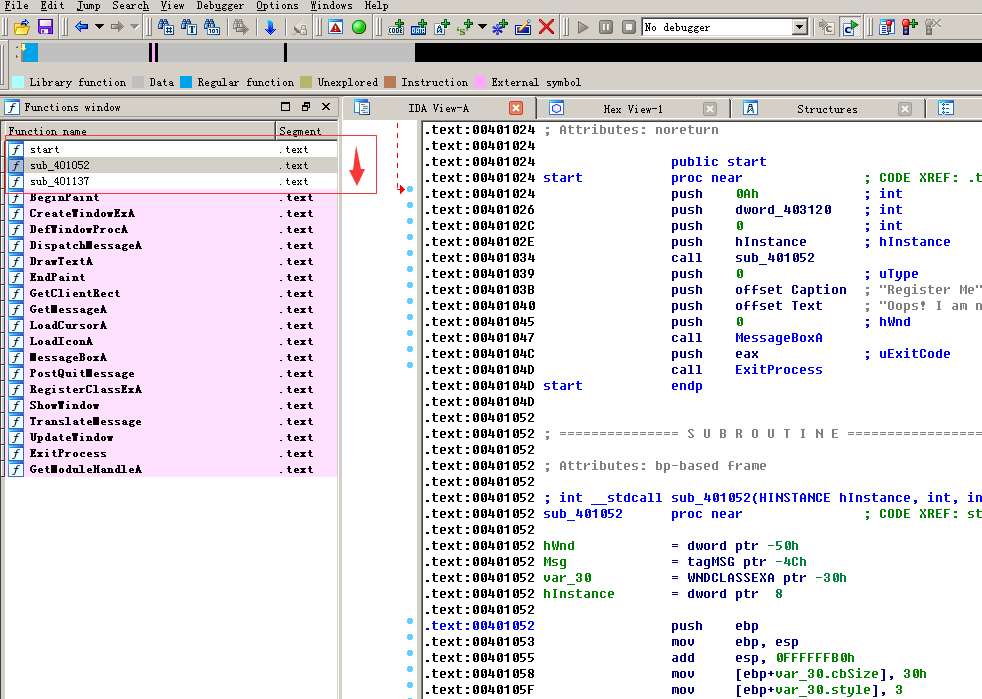 File Edit Jump Search View Debugger Options Windows Help
No debugger
Library function Data Regular function Unexplored Instruction External symbol
Functions window
Function name Segment
start .text
sub_401052 .text
sub_401137 .text
BeginPaint .text
CreateWindowExA .text
DefWindowProcA .text
DispatchMessageA .text
DrawTextA .text
EndPaint .text
GetClientRect .text
GetMessageA .text
LoadCursorA .text
LoadIconA .text
MessageBoxA .text
PostQuitMessage .text
RegisterClassExA .text
ShowWindow .text
TranslateMessage .text
UpdateWindow .text
ExitProcess .text
GetModuleHandleA .text
IDA View-A Hex View-1 Structures
.text:00401024 ; Attributes: noreturn
.text:00401024
.text:00401024 public start
.text:00401024 start proc near ; CODE XREF: .t
.text:00401024 push 0Ah ; int
.text:00401026 push dword_403120 ; int
.text:0040102C push 0 ; int
.text:0040102E push hInstance ; hInstance
.text:00401034 call sub_401052
.text:00401039 push 0 ; uType
.text:0040103B push offset Caption ; "Register Me"
.text:00401040 push offset Text ; "Oops! I am n
.text:00401045 push 0 ; hWnd
.text:00401047 call MessageBoxA
.text:0040104C push eax ; uExitCode
.text:0040104D call ExitProcess
.text:0040104D start endp
.text:0040104D
.text:00401052
.text:00401052 ; =============== S U B R O U T I N E =================
.text:00401052
.text:00401052 ; Attributes: bp-based frame
.text:00401052
.text:00401052 ; int __stdcall sub_401052(HINSTANCE hInstance, int, in
.text:00401052 sub_401052 proc near ; CODE XREF: st
.text:00401052
.text:00401052 hWnd = dword ptr -50h
.text:00401052 Msg = tagMSG ptr -4Ch
.text:00401052 var_30 = WNDCLASSEXA ptr -30h
.text:00401052 hInstance = dword ptr 8
.text:00401052
.text:00401052 push ebp
.text:00401053 mov ebp, esp
.text:00401055 add esp, 0FFFFFFB0h
.text:00401058 mov [ebp+var_30.cbSize], 30h
.text:0040105F mov [ebp+var_30.style], 3